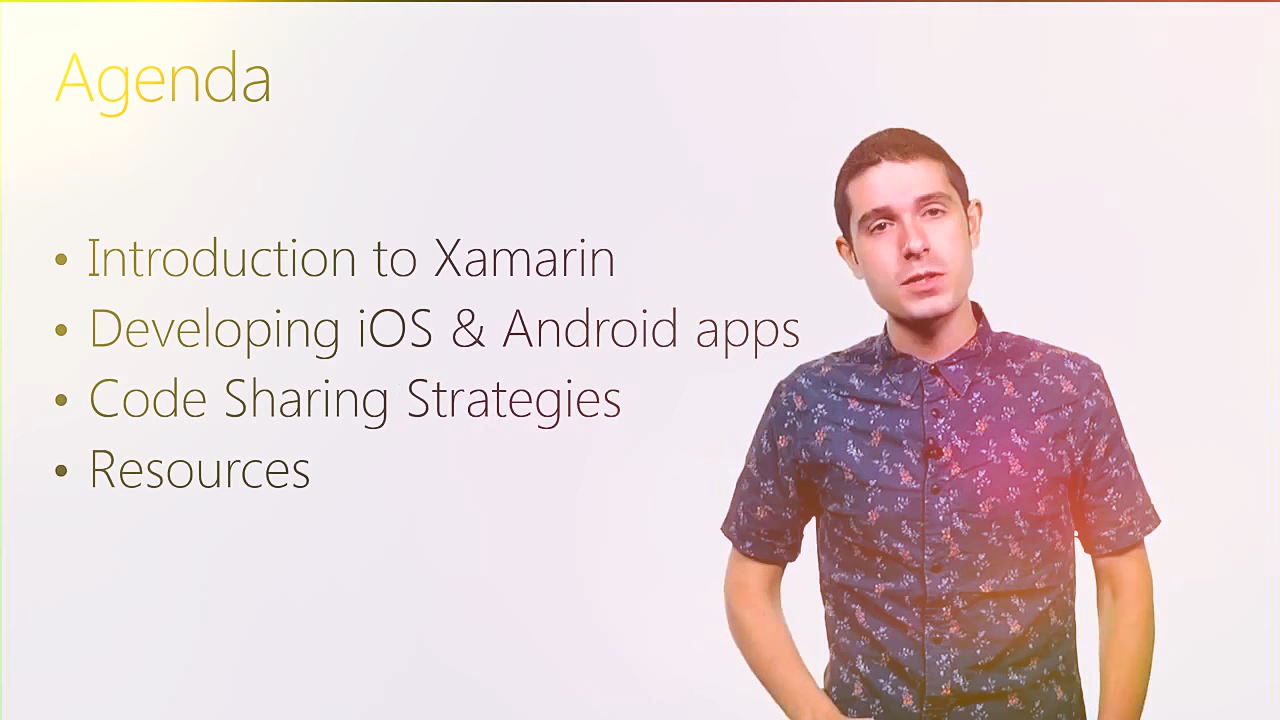 Agenda
• Introduction to Xamarin
• Developing iOS & Android apps
• Code Sharing Strategies
• Resources